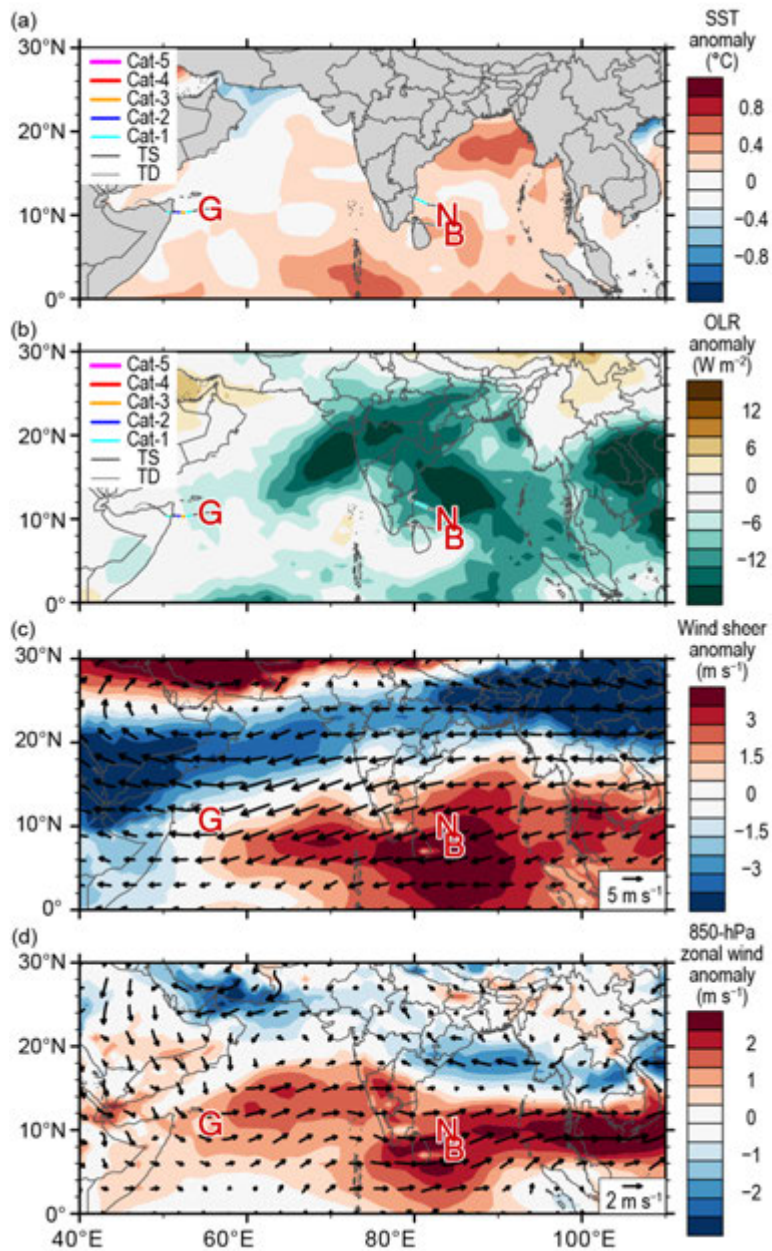 (a)
SST
anomaly
(°C)
30°N
20°N
10°N
0°
Cat-5
Cat-4
Cat-3
Cat-2
Cat-1
TS
TD
G
N
B
0.8
0.4
0
−0.4
−0.8
(b)
OLR
anomaly
(W m−2)
30°N
20°N
10°N
0°
Cat-5
Cat-4
Cat-3
Cat-2
Cat-1
TS
TD
G
N
B
12
6
0
−6
−12
(c)
Wind sheer
anomaly
(m s−1)
30°N
20°N
10°N
0°
G
N
B
5 m s−1
3
1.5
0
−1.5
−3
(d)
850-hPa
zonal wind
anomaly
(m s−1)
30°N
20°N
10°N
0°
G
N
B
2 m s−1
2
1
0
−1
−2
40°E 60°E 80°E 100°E